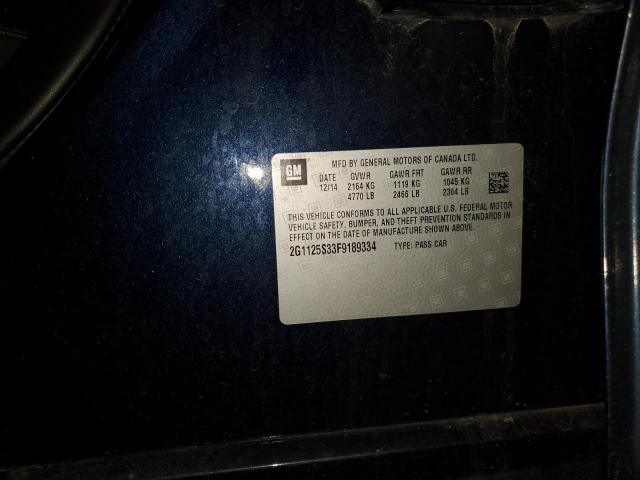 GM
MFD BY GENERAL MOTORS OF CANADA LTD.
DATE GVWR GAWR FRT GAWR RR
12/14 2164 KG 1119 KG 1045 KG
4770 LB 2466 LB 2364 LB
THIS VEHICLE CONFORMS TO ALL APPLICABLE U.S. FEDERAL MOTOR
VEHICLE SAFETY, BUMPER, AND THEFT PREVENTION STANDARDS IN
EFFECT ON THE DATE OF MANUFACTURE SHOWN ABOVE.
2G1125S33F9189334 TYPE: PASS CAR